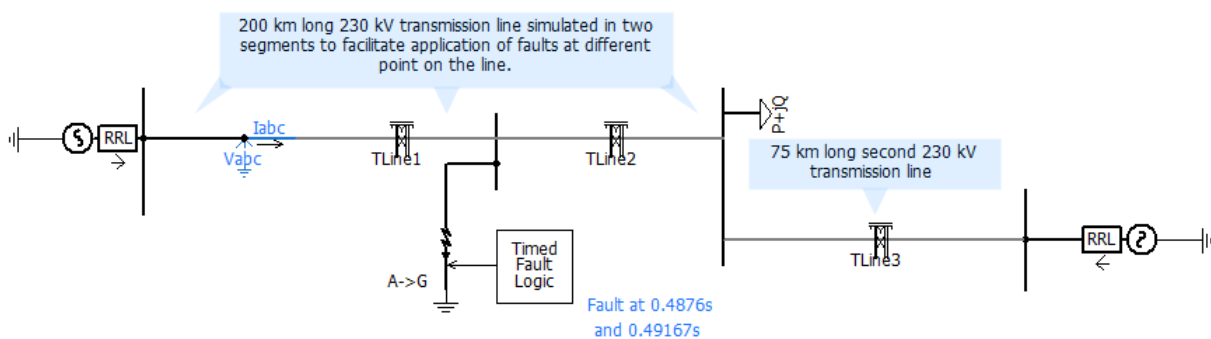 200 km long 230 kV transmission line simulated in two
segments to facilitate application of faults at different
point on the line.
RRL
Iabc
Vabc
TLine1
TLine2
P+jQ
75 km long second 230 kV
transmission line
TLine3
RRL
A->G
Timed
Fault
Logic
Fault at 0.4876s
and 0.49167s